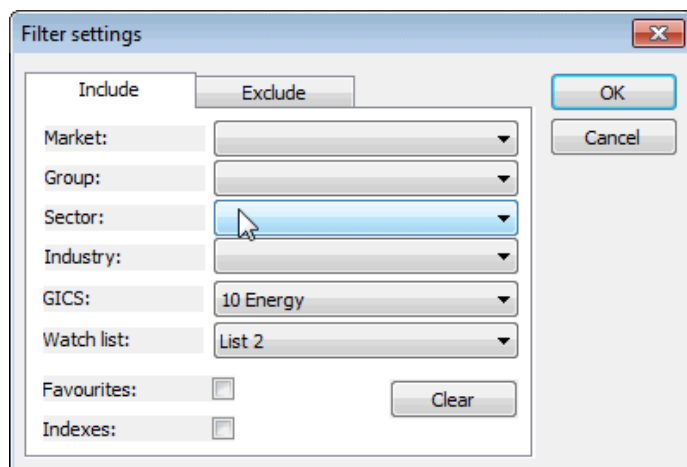 Filter settings
Include Exclude
OK
Market:
Cancel
Group:
Sector:
Industry:
GICS: 10 Energy
Watch list: List 2
Favourites:
Clear
Indexes: